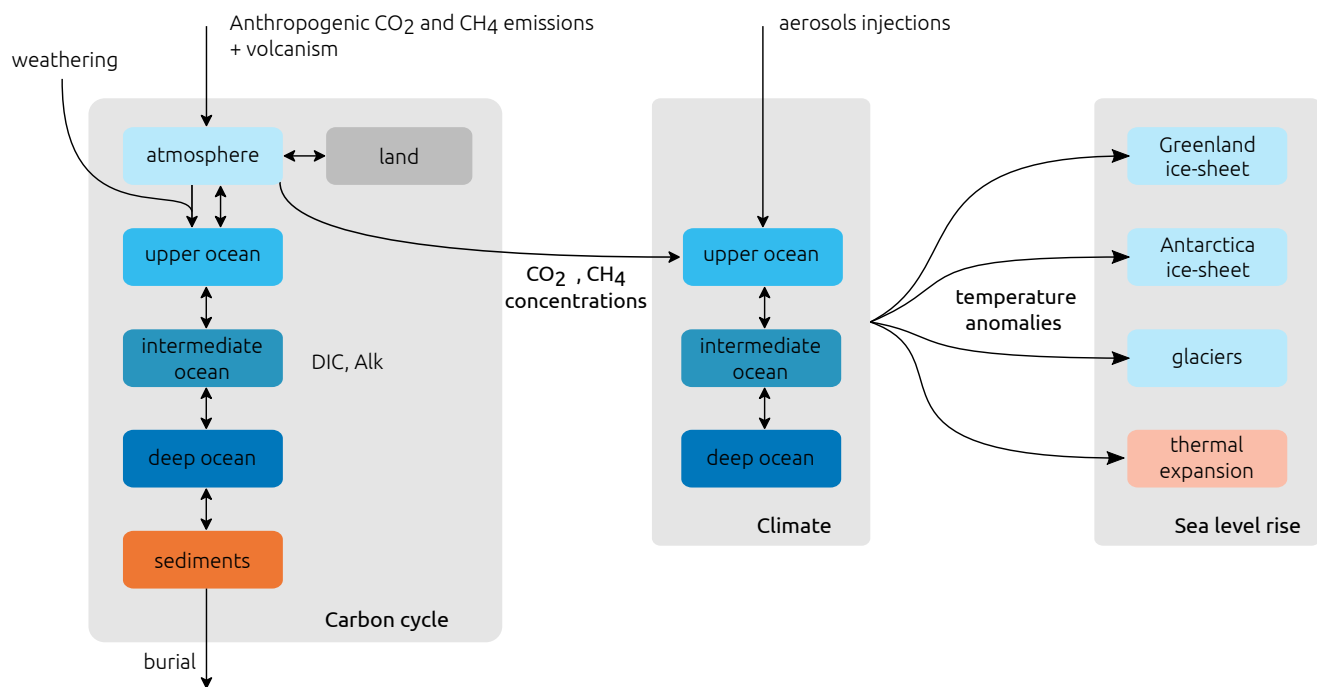 Anthropogenic CO2 and CH4 emissions
+ volcanism
aerosols injections
weathering
atmosphere
land
upper ocean
intermediate
ocean
DIC, Alk
deep ocean
sediments
Carbon cycle
burial
CO2 , CH4
concentrations
upper ocean
intermediate
ocean
deep ocean
Climate
temperature
anomalies
Greenland
ice-sheet
Antarctica
ice-sheet
glaciers
thermal
expansion
Sea level rise